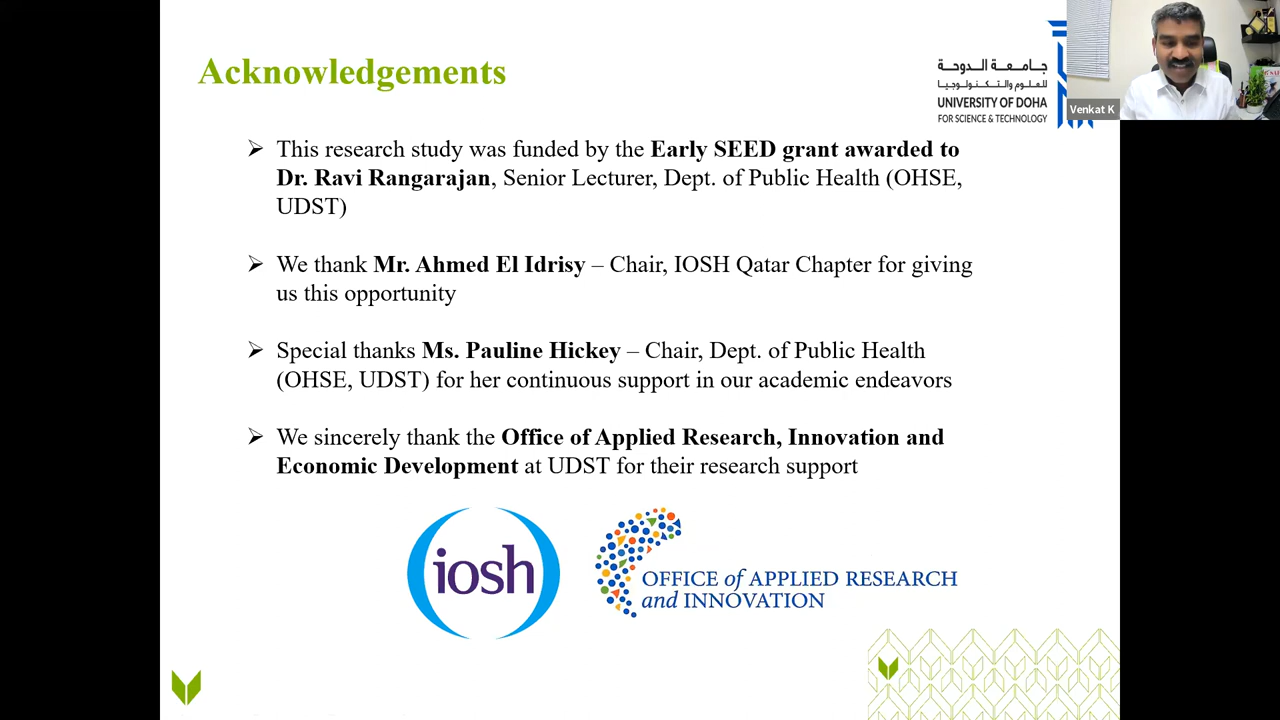 Acknowledgements
جامعة الدوحة
للعلوم والتكنولوجيا
UNIVERSITY OF DOHA
FOR SCIENCE & TECHNOLOGY
Venkat K
➢ This research study was funded by the Early SEED grant awarded to
Dr. Ravi Rangarajan, Senior Lecturer, Dept. of Public Health (OHSE,
UDST)
➢ We thank Mr. Ahmed El Idrisy – Chair, IOSH Qatar Chapter for giving
us this opportunity
➢ Special thanks Ms. Pauline Hickey – Chair, Dept. of Public Health
(OHSE, UDST) for her continuous support in our academic endeavors
➢ We sincerely thank the Office of Applied Research, Innovation and
Economic Development at UDST for their research support
iosh
OFFICE of APPLIED RESEARCH
and INNOVATION